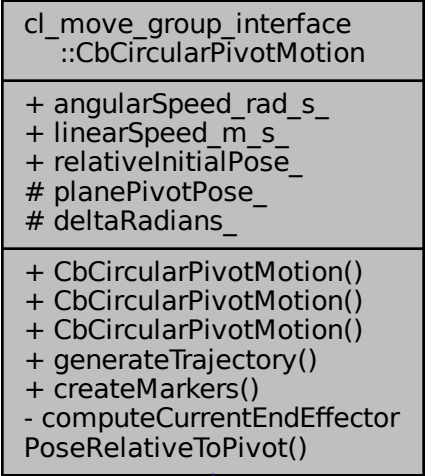 cl_move_group_interface
::CbCircularPivotMotion
+ angularSpeed_rad_s_
+ linearSpeed_m_s_
+ relativeInitialPose_
# planePivotPose_
# deltaRadians_
+ CbCircularPivotMotion()
+ CbCircularPivotMotion()
+ CbCircularPivotMotion()
+ generateTrajectory()
+ createMarkers()
- computeCurrentEndEffector
PoseRelativeToPivot()